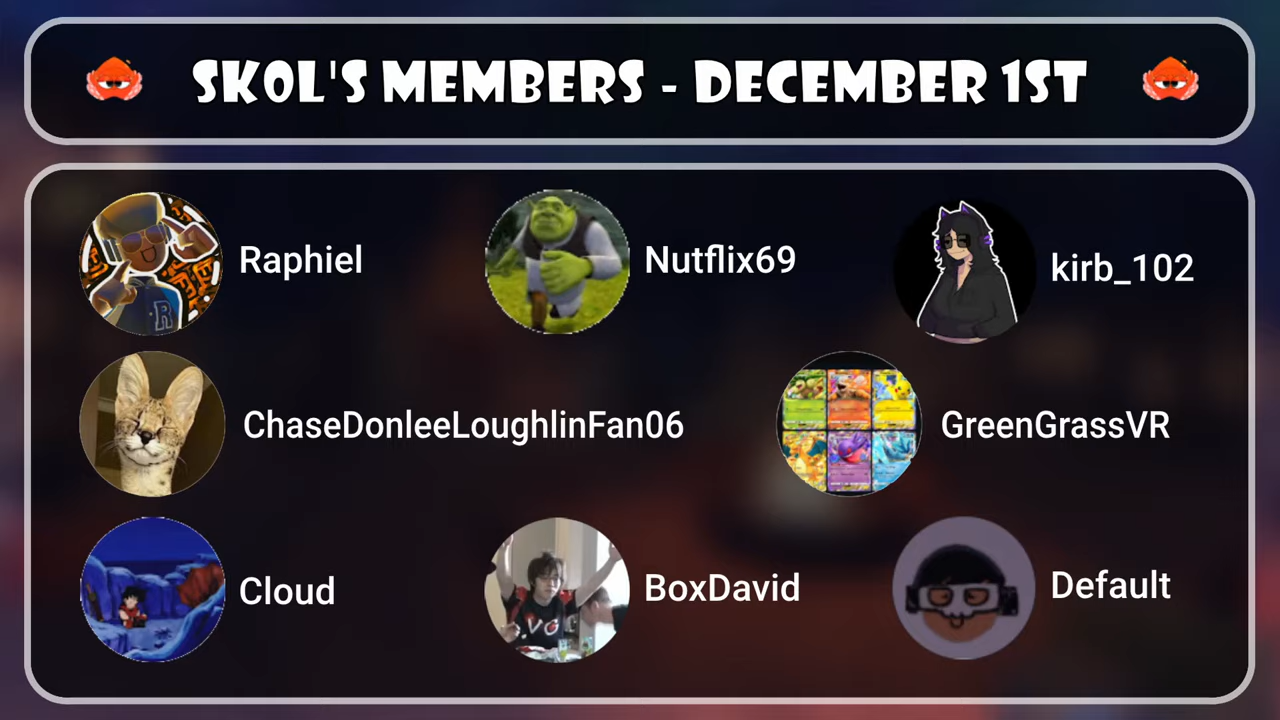 SKOL'S MEMBERS - DECEMBER 1ST
Raphiel
Nutflix69
kirb_102
ChaseDonleeLoughlinFan06
GreenGrassVR
Cloud
BoxDavid
Default
R